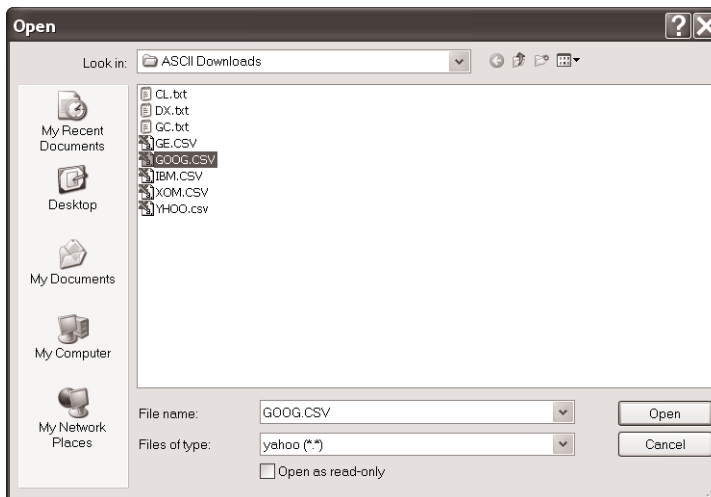 Open
Look in:
ASCII Downloads
My Recent
Documents
Desktop
My Documents
My Computer
My Network
Places
CL.txt
DX.txt
GC.txt
GE.CSV
GOOG.CSV
IBM.CSV
XOM.CSV
YHOO.csv
File name:
GOOG.CSV
Open
Files of type:
yahoo (*.*)
Cancel
Open as read-only